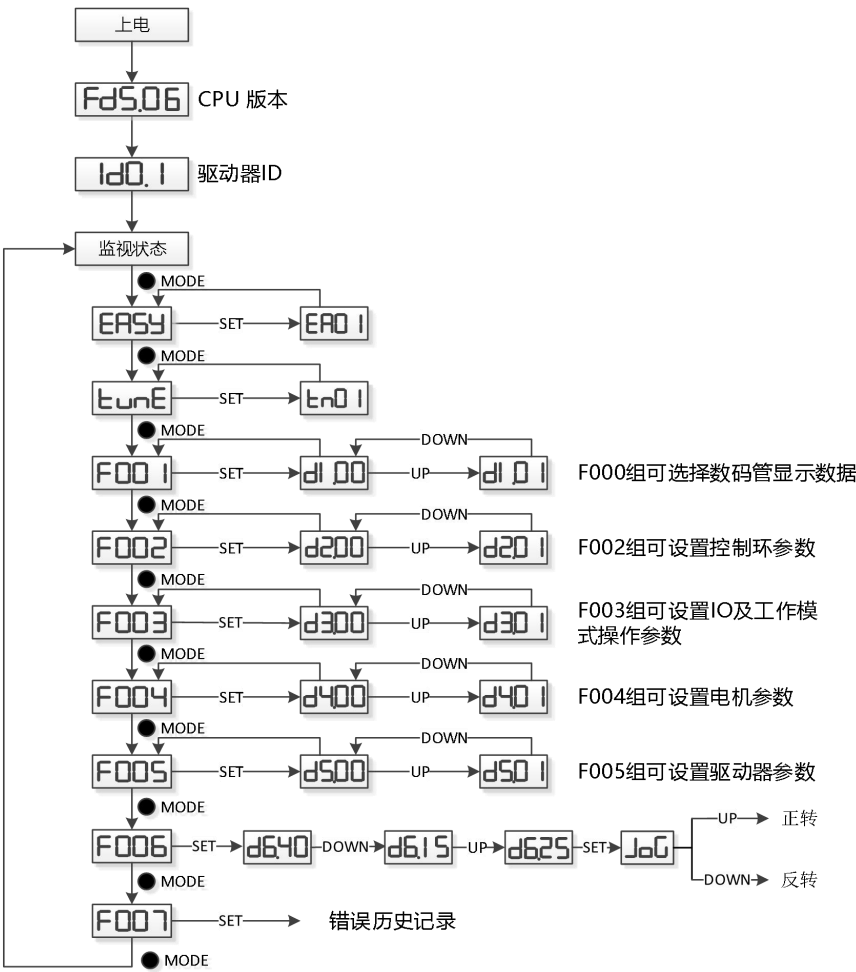 上电
Fd5.06 CPU 版本
Id0.1 驱动器ID
监视状态
MODE
EASY SET EA01
MODE
tunE SET tn01
MODE
DOWN
F001 SET d1.00 UP d1.01 F000组可选择数码管显示数据
MODE
DOWN
F002 SET d2.00 UP d2.01 F002组可设置控制环参数
MODE
DOWN
F003 SET d3.00 UP d3.01 F003组可设置IO及工作模
式操作参数
MODE
DOWN
F004 SET d4.00 UP d4.01 F004组可设置电机参数
MODE
DOWN
F005 SET d5.00 UP d5.01 F005组可设置驱动器参数
MODE
UP 正转
F006 SET d6.40 DOWN d6.15 UP d6.25 SET JoG
DOWN 反转
MODE
F007 SET 错误历史记录
MODE